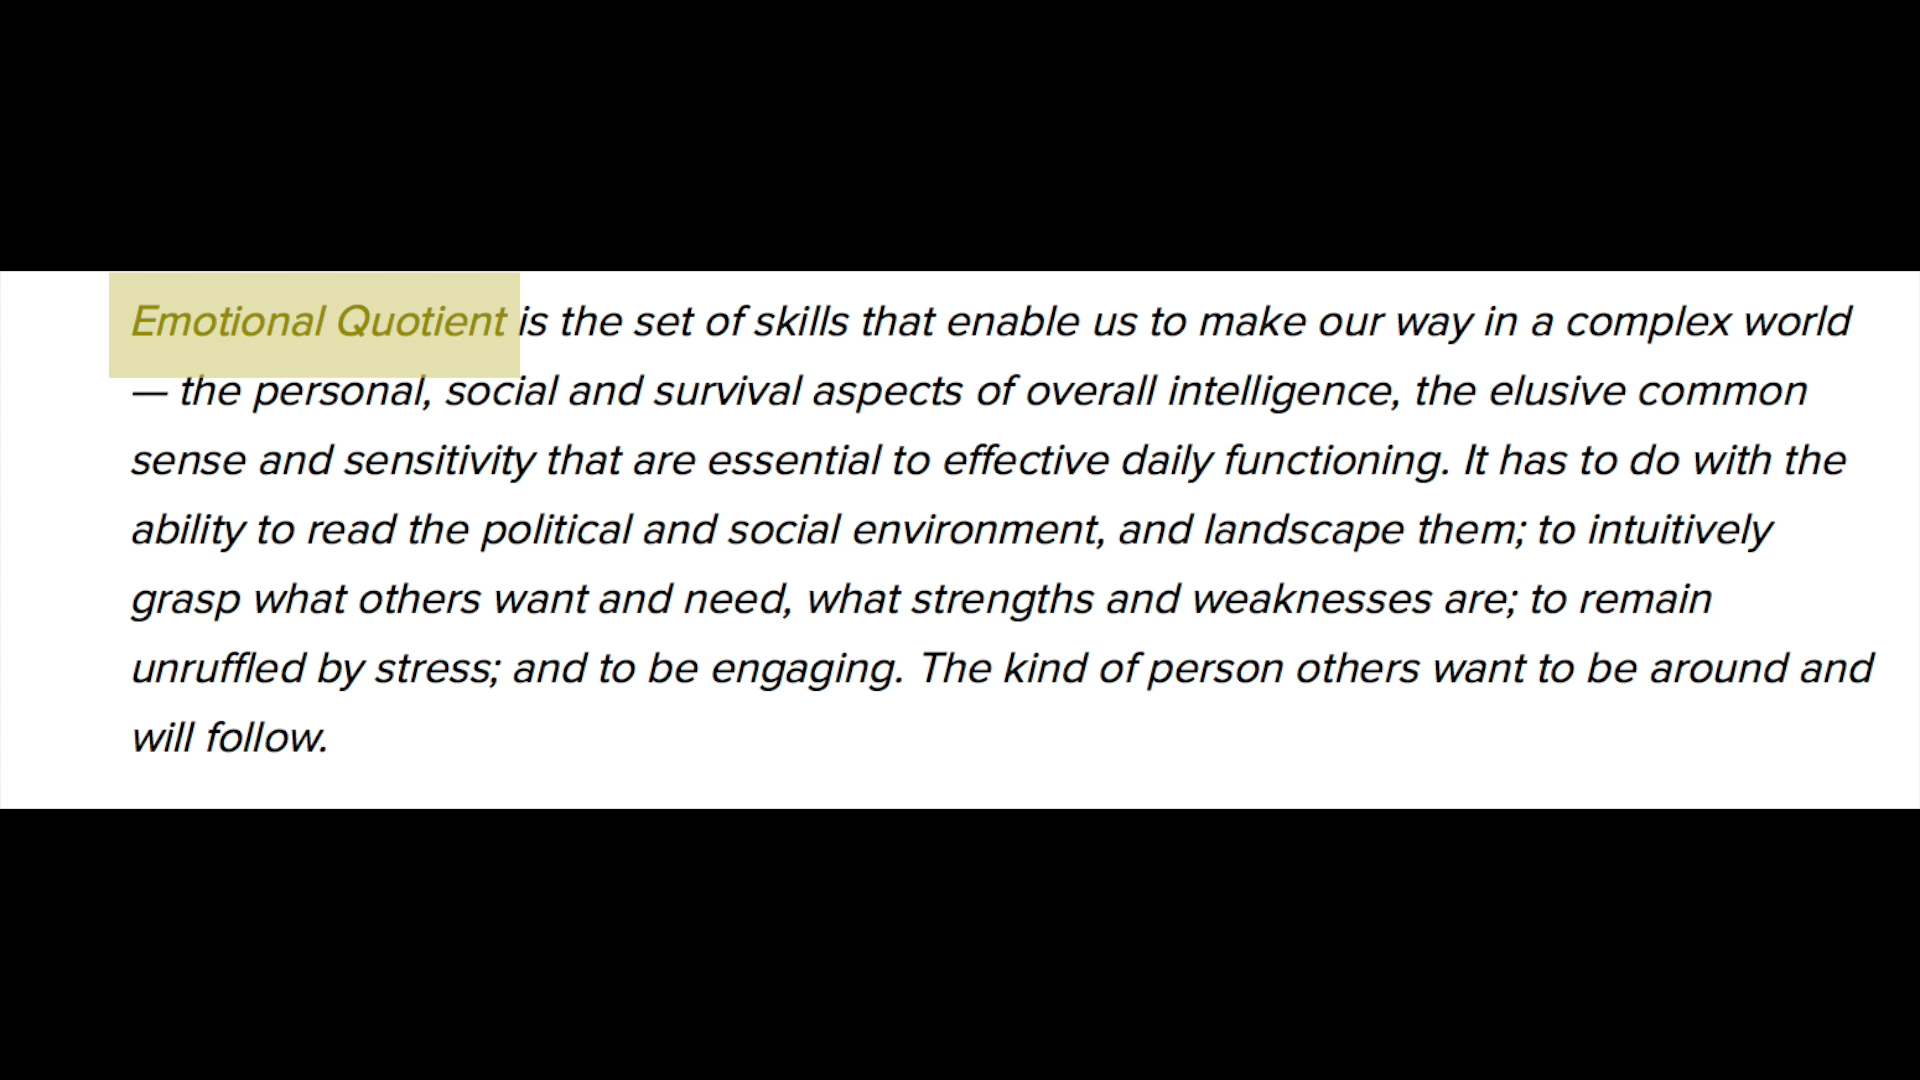 Emotional Quotient is the set of skills that enable us to make our way in a complex world
— the personal, social and survival aspects of overall intelligence, the elusive common
sense and sensitivity that are essential to effective daily functioning. It has to do with the
ability to read the political and social environment, and landscape them; to intuitively
grasp what others want and need, what strengths and weaknesses are; to remain
unruffled by stress; and to be engaging. The kind of person others want to be around and
will follow.